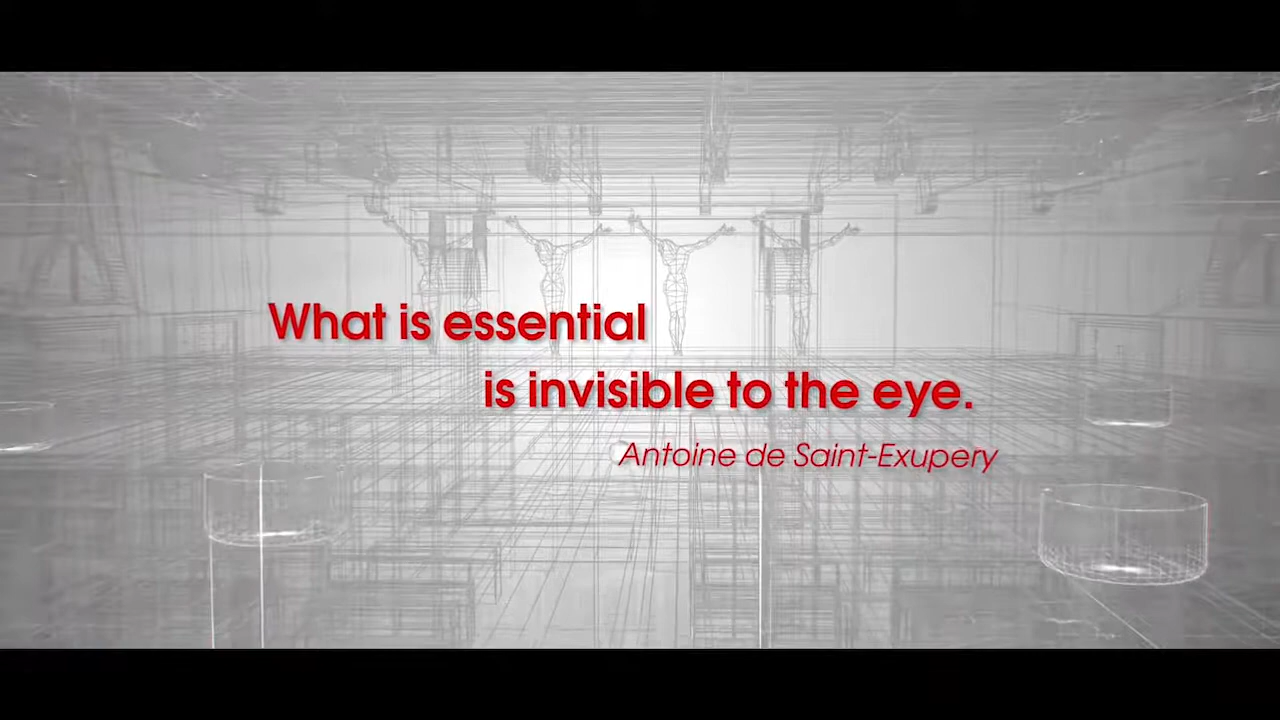 What is essential
is invisible to the eye.
Antoine de Saint-Exupery